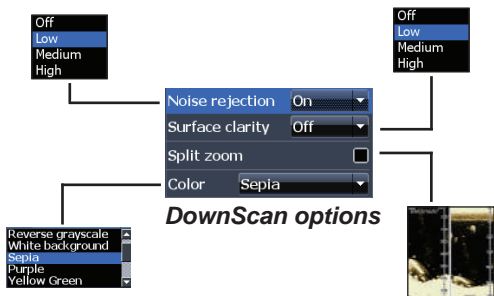 Off
Low
Medium
High
Off
Low
Medium
High
Noise rejection On
Surface clarity Off
Split zoom
Color Sepia
DownScan options
Reverse grayscale
White background
Sepia
Purple
Yellow Green